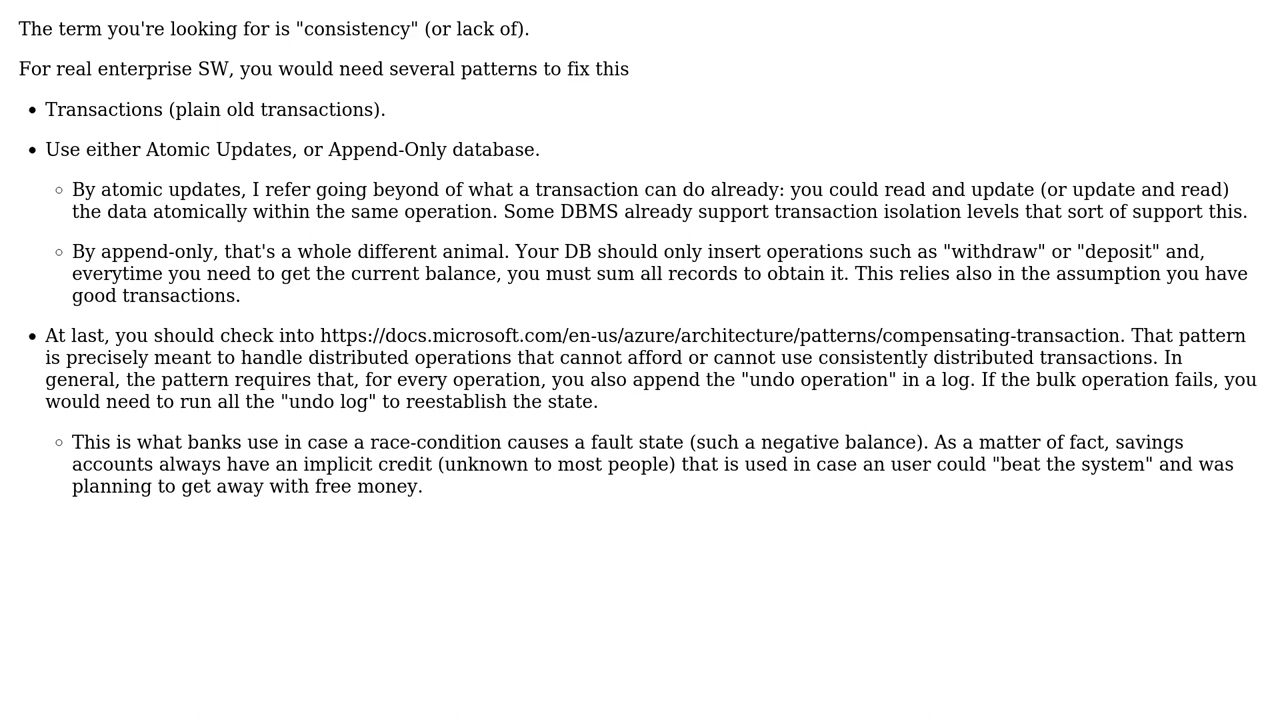 The term you're looking for is "consistency" (or lack of).
For real enterprise SW, you would need several patterns to fix this
• Transactions (plain old transactions).
• Use either Atomic Updates, or Append-Only database.
◦ By atomic updates, I refer going beyond of what a transaction can do already: you could read and update (or update and read)
the data atomically within the same operation. Some DBMS already support transaction isolation levels that sort of support this.
◦ By append-only, that's a whole different animal. Your DB should only insert operations such as "withdraw" or "deposit" and,
everytime you need to get the current balance, you must sum all records to obtain it. This relies also in the assumption you have
good transactions.
• At last, you should check into https://docs.microsoft.com/en-us/azure/architecture/patterns/compensating-transaction. That pattern
is precisely meant to handle distributed operations that cannot afford or cannot use consistently distributed transactions. In
general, the pattern requires that, for every operation, you also append the "undo operation" in a log. If the bulk operation fails, you
would need to run all the "undo log" to reestablish the state.
◦ This is what banks use in case a race-condition causes a fault state (such a negative balance). As a matter of fact, savings
accounts always have an implicit credit (unknown to most people) that is used in case an user could "beat the system" and was
planning to get away with free money.